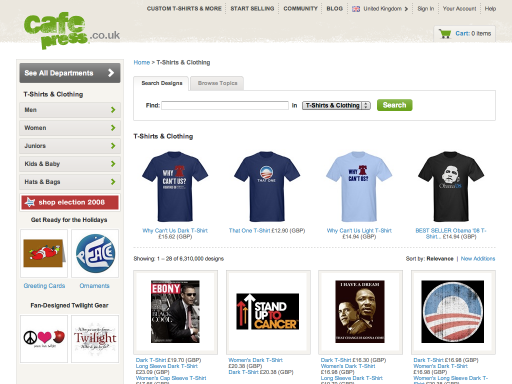 CUSTOM T-SHIRTS & MORE START SELLING COMMUNITY BLOG United Kingdom Sign In Your Account Help
cafe
press.co.uk
Cart: 0 items
See All Departments
T-Shirts & Clothing
Men
Women
Juniors
Kids & Baby
Hats & Bags
shop election 2008
Get Ready for the Holidays
Greeting Cards Ornaments
Fan-Designed Twilight Gear
Twilight
Home > T-Shirts & Clothing
Search Designs Browse Topics
Find: in T-Shirts & Clothing Search
T-Shirts & Clothing
WHY
CAN'T US?
THAT ONE
WHY
CAN'T US?
Obama'08
Why Can't Us Dark T-Shirt
£15.62 (GBP)
That One T-Shirt £12.90 (GBP)
Why Can't Us Light T-Shirt
£14.94 (GBP)
BEST SELLER Obama '08 T-
Shirt... £14.94 (GBP)
Showing: 1 – 28 of 8,310,000 designs
Sort by: Relevance | New Additions
EBONY
BLACK
COOL
STAND
UP TO
CANCER
I HAVE A DREAM
Dark T-Shirt £19.70 (GBP)
Long Sleeve Dark T-Shirt
£23.09 (GBP)
Women's Cap Sleeve T-Shirt
Women's Dark T-Shirt
£20.38 (GBP)
Dark T-Shirt £20.38 (GBP)
Dark T-Shirt £16.30 (GBP)
Women's Dark T-Shirt
£16.98 (GBP)
Long Sleeve Dark T-Shirt
Dark T-Shirt £16.98 (GBP)
Women's Dark T-Shirt
£16.98 (GBP)
Long Sleeve Dark T-Shirt